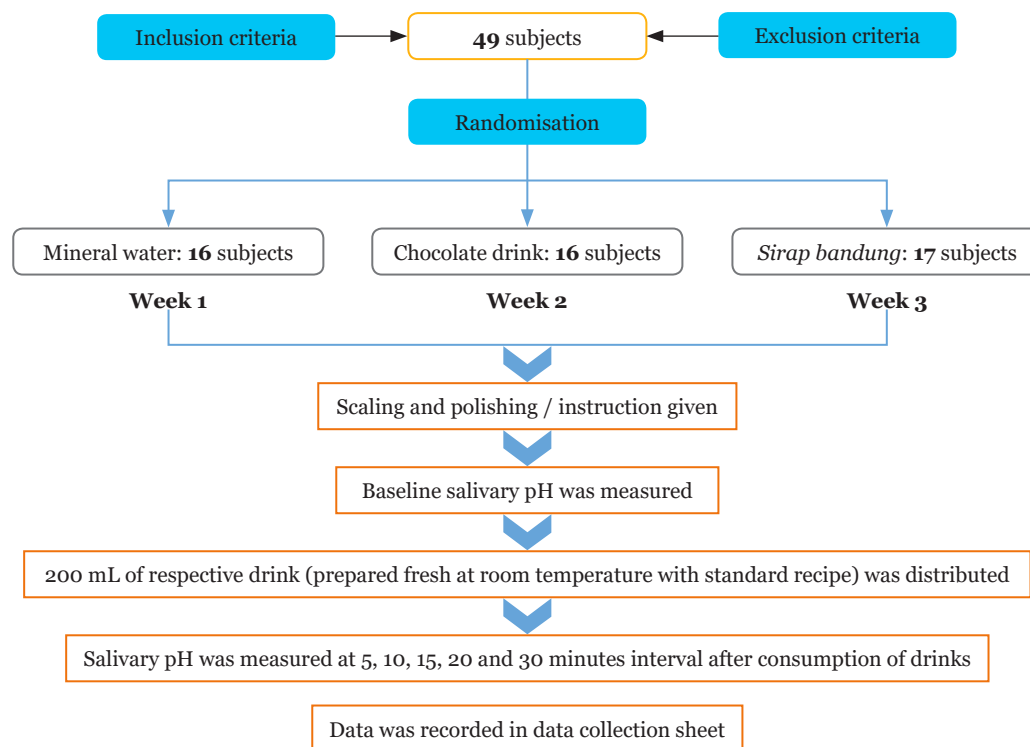 Inclusion criteria
49 subjects
Exclusion criteria
Randomisation
Mineral water: 16 subjects
Chocolate drink: 16 subjects
Sirap bandung: 17 subjects
Week 1
Week 2
Week 3
Scaling and polishing / instruction given
Baseline salivary pH was measured
200 mL of respective drink (prepared fresh at room temperature with standard recipe) was distributed
Salivary pH was measured at 5, 10, 15, 20 and 30 minutes interval after consumption of drinks
Data was recorded in data collection sheet